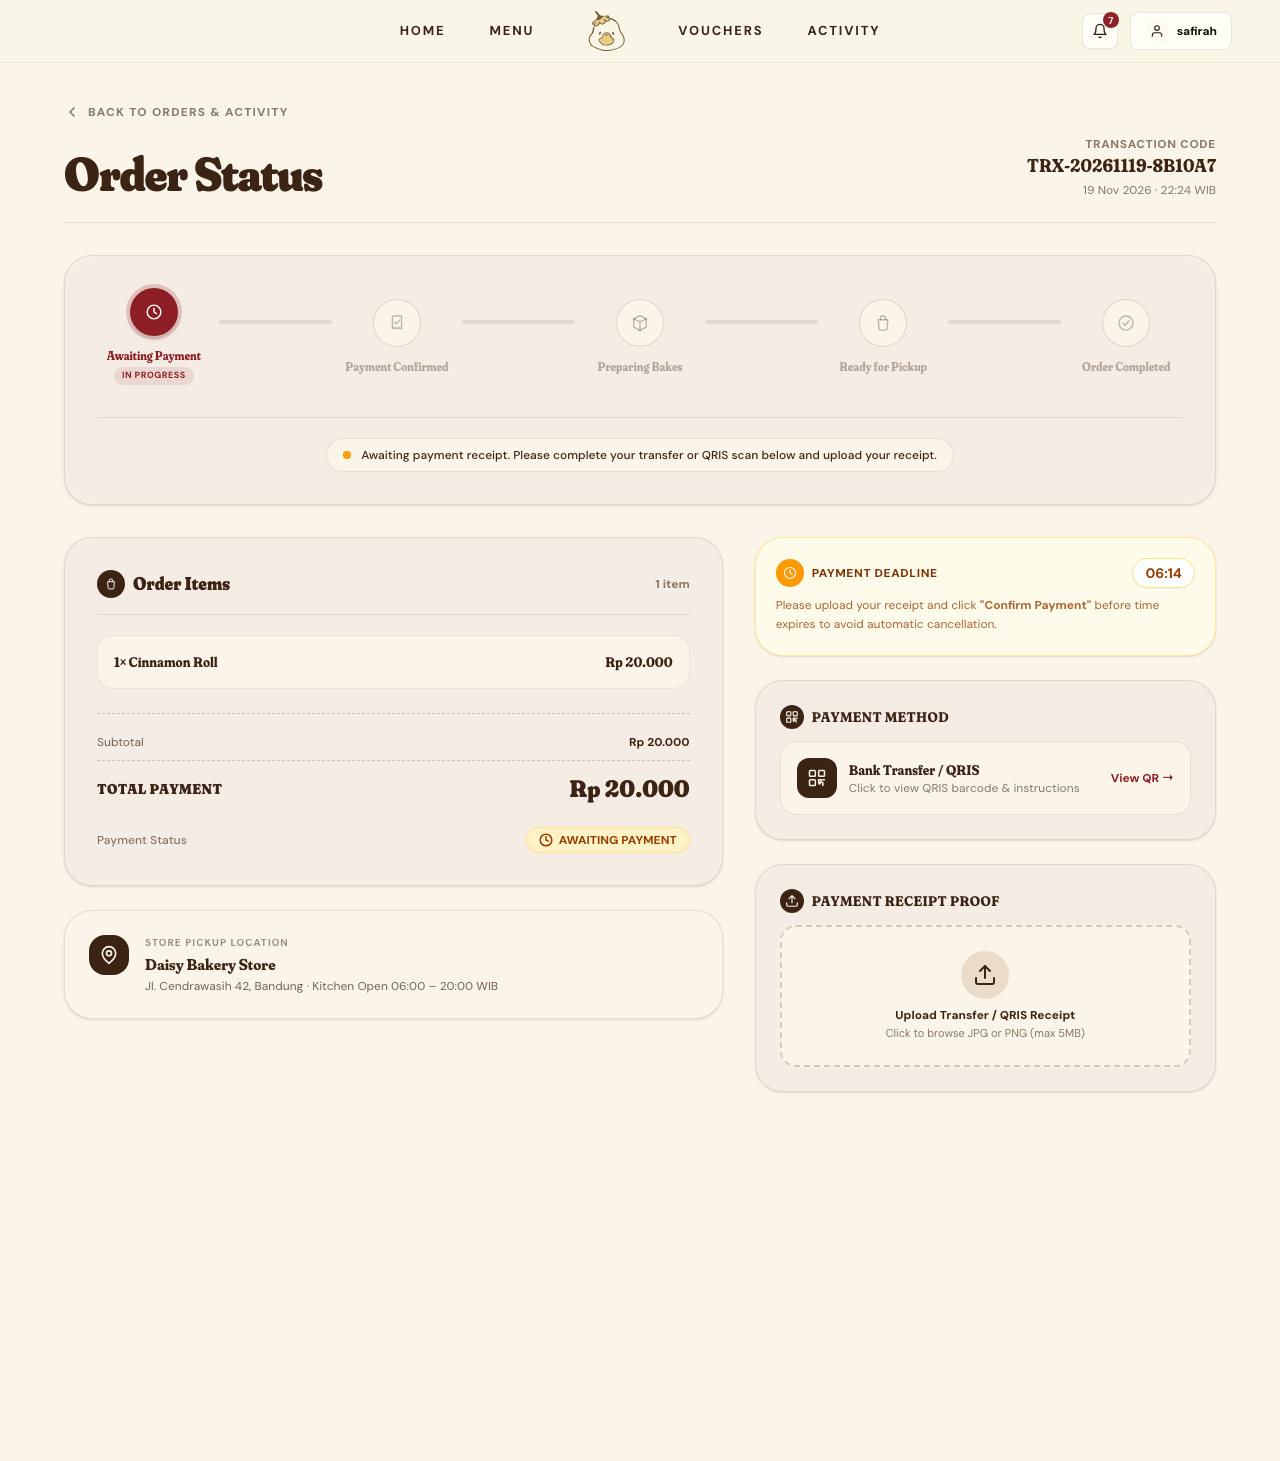 HOME
MENU
VOUCHERS
ACTIVITY
7
safirah
BACK TO ORDERS & ACTIVITY
Order Status
TRANSACTION CODE
TRX-20261119-8B10A7
19 Nov 2026 · 22:24 WIB
Awaiting Payment
IN PROGRESS
Payment Confirmed
Preparing Bakes
Ready for Pickup
Order Completed
Awaiting payment receipt. Please complete your transfer or QRIS scan below and upload your receipt.
Order Items
1 item
1× Cinnamon Roll
Rp 20.000
Subtotal
Rp 20.000
TOTAL PAYMENT
Rp 20.000
Payment Status
AWAITING PAYMENT
STORE PICKUP LOCATION
Daisy Bakery Store
Jl. Cendrawasih 42, Bandung · Kitchen Open 06:00 – 20:00 WIB
PAYMENT DEADLINE
06:14
Please upload your receipt and click "Confirm Payment" before time
expires to avoid automatic cancellation.
PAYMENT METHOD
Bank Transfer / QRIS
Click to view QRIS barcode & instructions
View QR →
PAYMENT RECEIPT PROOF
Upload Transfer / QRIS Receipt
Click to browse JPG or PNG (max 5MB)